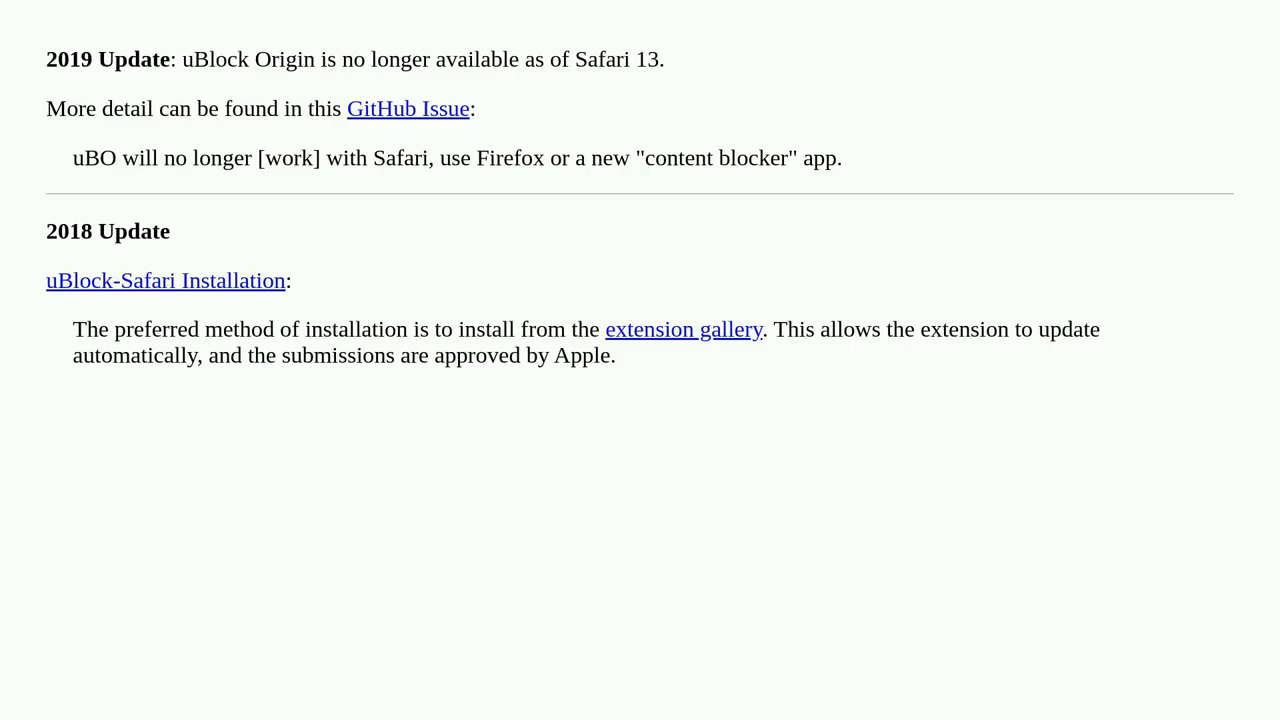 2019 Update: uBlock Origin is no longer available as of Safari 13.
More detail can be found in this GitHub Issue:
uBO will no longer [work] with Safari, use Firefox or a new "content blocker" app.
2018 Update
uBlock-Safari Installation:
The preferred method of installation is to install from the extension gallery. This allows the extension to update
automatically, and the submissions are approved by Apple.